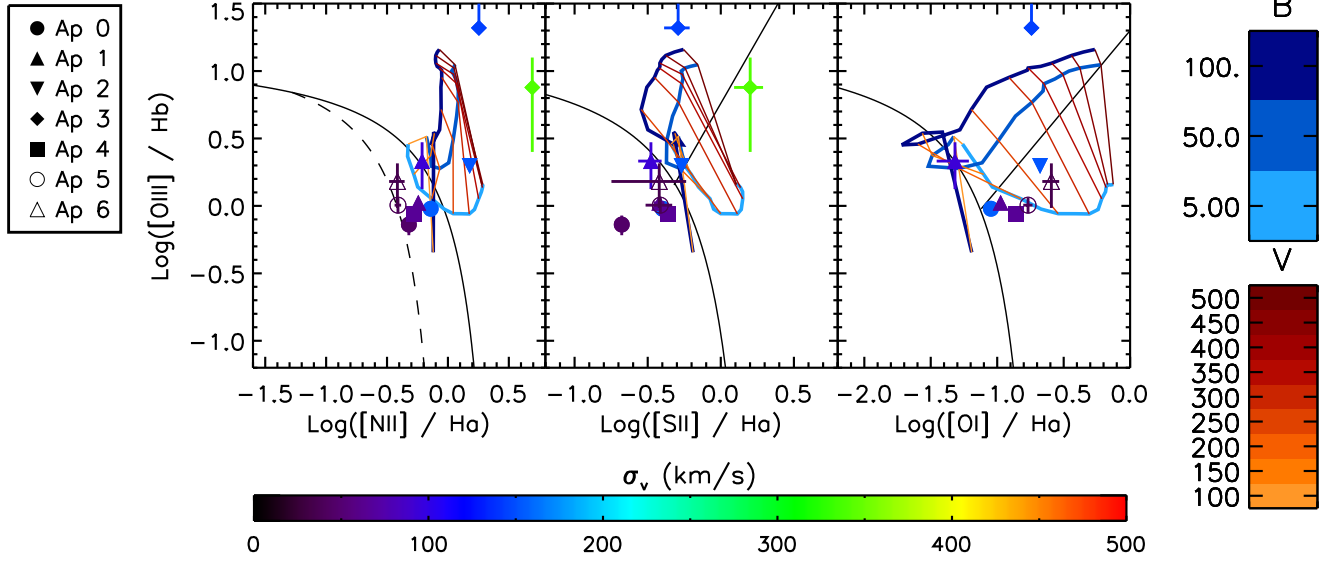 Ap 0
Ap 1
Ap 2
Ap 3
Ap 4
Ap 5
Ap 6
Log([OIII] / Hb)
1.5
1.0
0.5
0.0
−0.5
−1.0
−1.5 −1.0 −0.5 0.0 0.5
Log([NII] / Ha)
−1.0 −0.5 0.0 0.5
Log([SII] / Ha)
−2.0 −1.5 −1.0 −0.5 0.0
Log([OI] / Ha)
B
100.
50.0
5.00
V
500
450
400
350
300
250
200
150
100
σv (km/s)
0 100 200 300 400 500